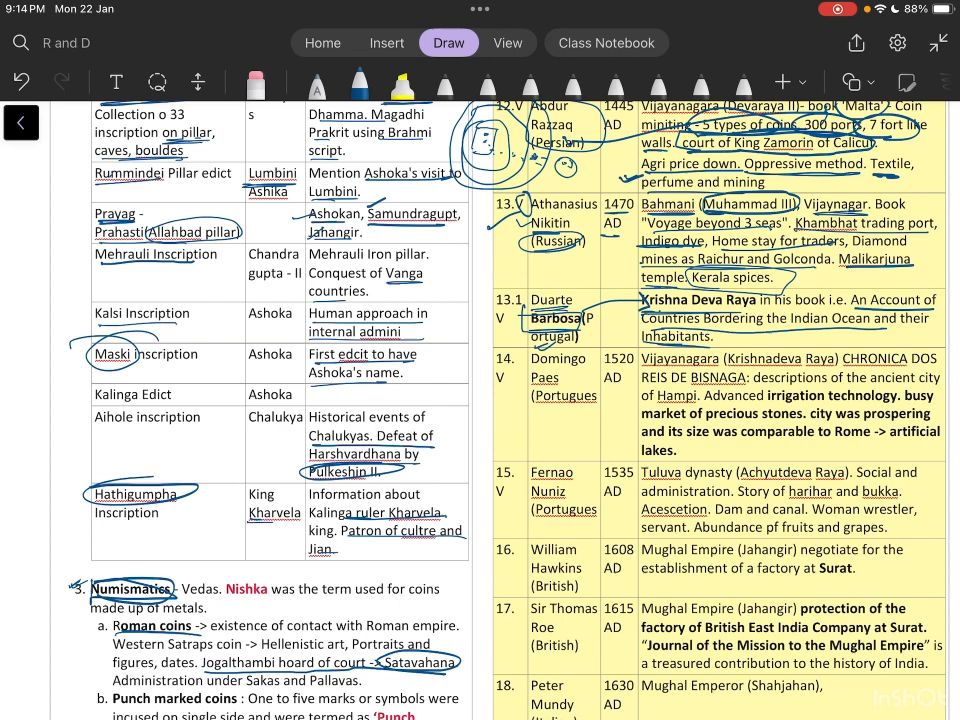 9:14 PM Mon 22 Jan
88%
R and D
Home Insert Draw View Class Notebook
Collection o 33
inscription on pillar,
caves, bouldes
s
Dhamma. Magadhi
Prakrit using Brahmi
script.
Rummindei Pillar edict
Lumbini
Ashika
Mention Ashoka's visit to
Lumbini.
Prayag -
Prahasti (Allahbad pillar)
Ashokan, Samundragupt,
Jahangir.
Mehrauli Inscription
Chandra
gupta - II
Mehrauli Iron pillar.
Conquest of Vanga
countries.
Kalsi Inscription
Ashoka
Human approach in
internal admini
Maski inscription
Ashoka
First edcit to have
Ashoka's name.
Kalinga Edict
Ashoka
Aihole inscription
Chalukya
Historical events of
Chalukyas. Defeat of
Harshvardhana by
Pulkeshin II.
Hathigumpha
Inscription
King
Kharvela
Information about
Kalinga ruler Kharvela
king. Patron of cultre and
Jian.
3. Numismatics - Vedas. Nishka was the term used for coins
made up of metals.
a. Roman coins -> existence of contact with Roman empire.
Western Satraps coin -> Hellenistic art, Portraits and
figures, dates. Jogalthambi hoard of court -> Satavahana
Administration under Sakas and Pallavas.
b. Punch marked coins : One to five marks or symbols were
incused on single side and were termed as 'Punch
12.V
Abdur
Razzaq
(Persian)
1445
AD
Vijayanagara (Devaraya II)- book 'Malta'- Coin
miniting - 5 types of coins, 300 ports, 7 fort like
walls. court of King Zamorin of Calicut.
Agri price down. Oppressive method. Textile,
perfume and mining
13.V
Athanasius
Nikitin
(Russian)
1470
AD
Bahmani (Muhammad III), Vijaynagar. Book
"Voyage beyond 3 seas". Khambhat trading port,
Indigo dye, Home stay for traders, Diamond
mines as Raichur and Golconda. Malikarjuna
temple. Kerala spices.
13.1
V
Duarte
Barbosa(P
ortugal)
Krishna Deva Raya in his book i.e. An Account of
Countries Bordering the Indian Ocean and their
Inhabitants.
14.
V
Domingo
Paes
(Portugues
1520
AD
Vijayanagara (Krishnadeva Raya) CHRONICA DOS
REIS DE BISNAGA: descriptions of the ancient city
of Hampi. Advanced irrigation technology. busy
market of precious stones. city was prospering
and its size was comparable to Rome -> artificial
lakes.
15.
V
Fernao
Nuniz
(Portugues
1535
AD
Tuluva dynasty (Achyutdeva Raya). Social and
administration. Story of harihar and bukka.
Acescetion. Dam and canal. Woman wrestler,
servant. Abundance pf fruits and grapes.
16.
William
Hawkins
(British)
1608
AD
Mughal Empire (Jahangir) negotiate for the
establishment of a factory at Surat.
17.
Sir Thomas
Roe
(British)
1615
AD
Mughal Empire (Jahangir) protection of the
factory of British East India Company at Surat.
"Journal of the Mission to the Mughal Empire" is
a treasured contribution to the history of India.
18.
Peter
Mundy
1630
AD
Mughal Emperor (Shahjahan),
InShOt